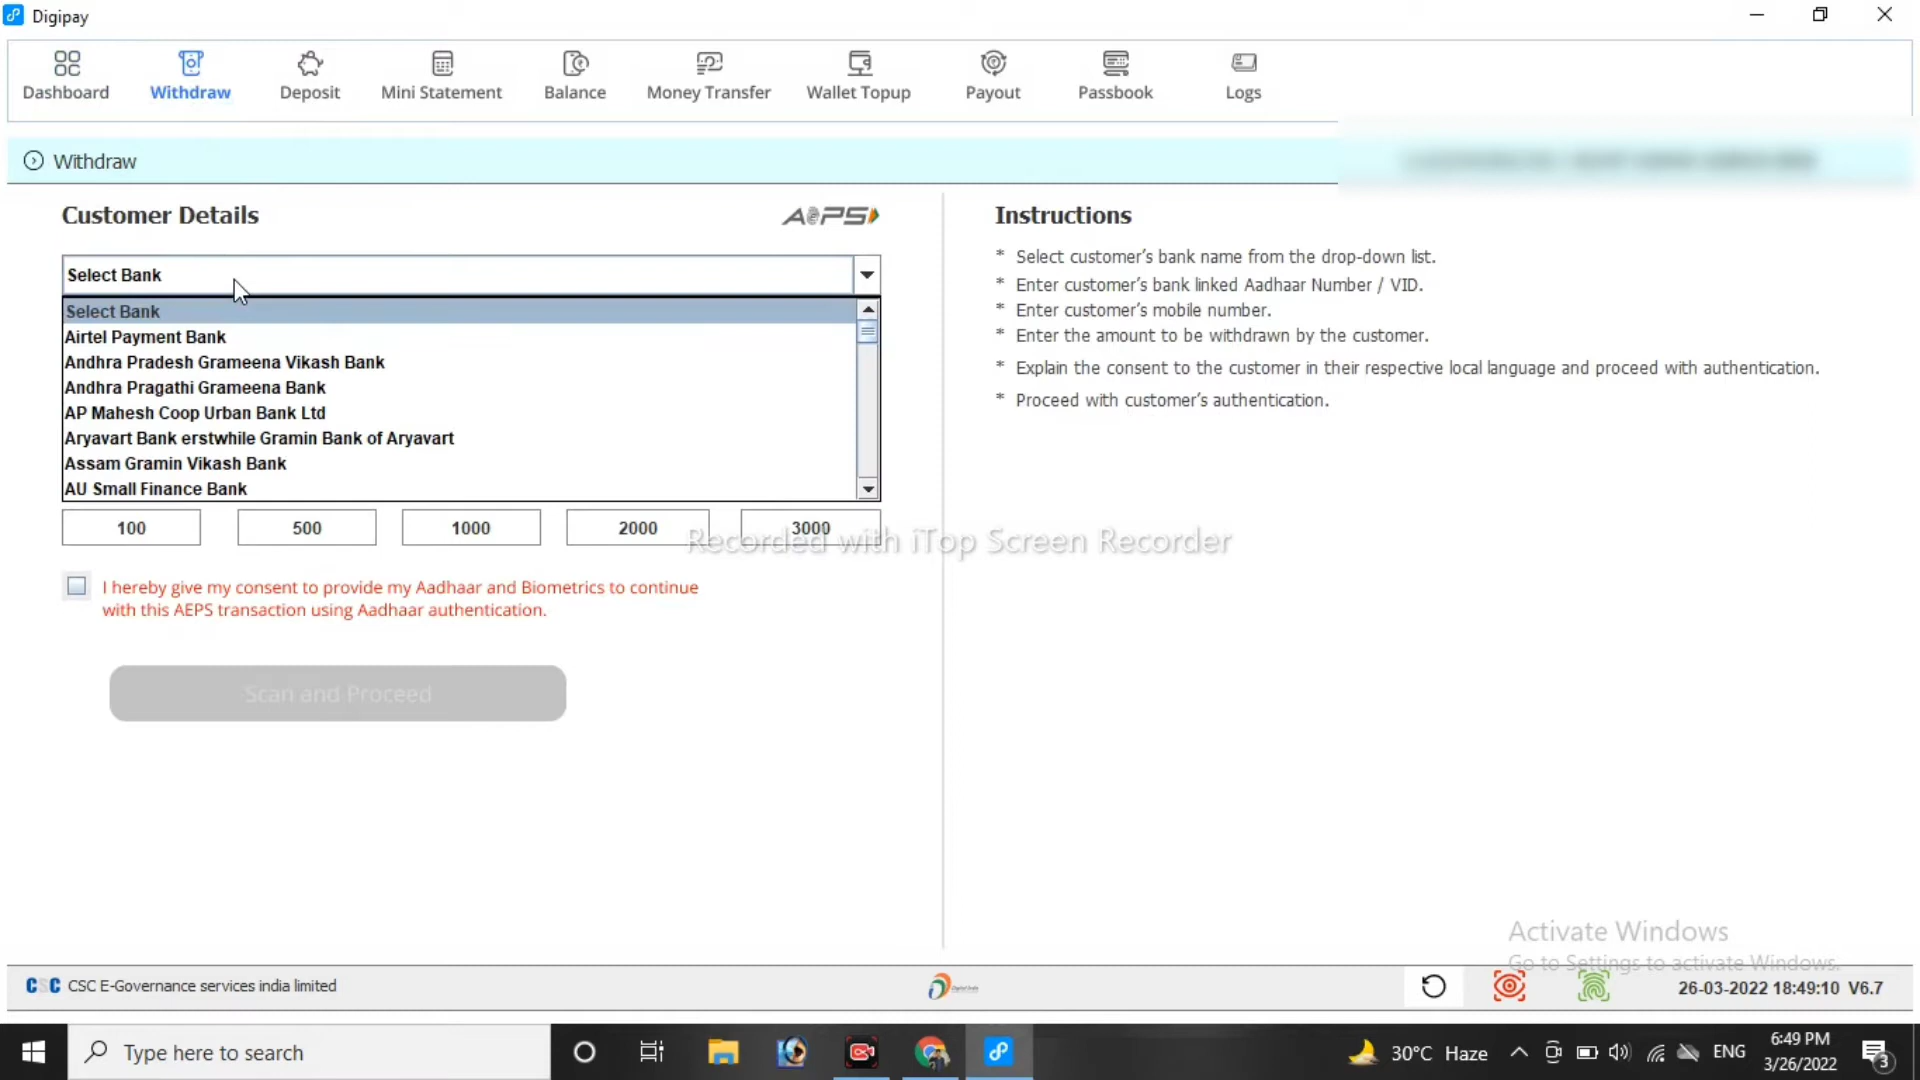 Digipay
Dashboard
Withdraw
Deposit
Mini Statement
Balance
Money Transfer
Wallet Topup
Payout
Passbook
Logs
Withdraw
Customer Details
AePS
Select Bank
Select Bank
Airtel Payment Bank
Andhra Pradesh Grameena Vikash Bank
Andhra Pragathi Grameena Bank
AP Mahesh Coop Urban Bank Ltd
Aryavart Bank erstwhile Gramin Bank of Aryavart
Assam Gramin Vikash Bank
AU Small Finance Bank
100
500
1000
2000
3000
I hereby give my consent to provide my Aadhaar and Biometrics to continue
with this AEPS transaction using Aadhaar authentication.
Scan and Proceed
Instructions
* Select customer's bank name from the drop-down list.
* Enter customer's bank linked Aadhaar Number / VID.
* Enter customer's mobile number.
* Enter the amount to be withdrawn by the customer.
* Explain the consent to the customer in their respective local language and proceed with authentication.
* Proceed with customer's authentication.
Recorded with iTop Screen Recorder
Activate Windows
Go to Settings to activate Windows.
CSC CSC E-Governance services india limited
Digital India
26-03-2022 18:49:10 V6.7
Type here to search
30°C Haze
ENG
6:49 PM
3/26/2022
3